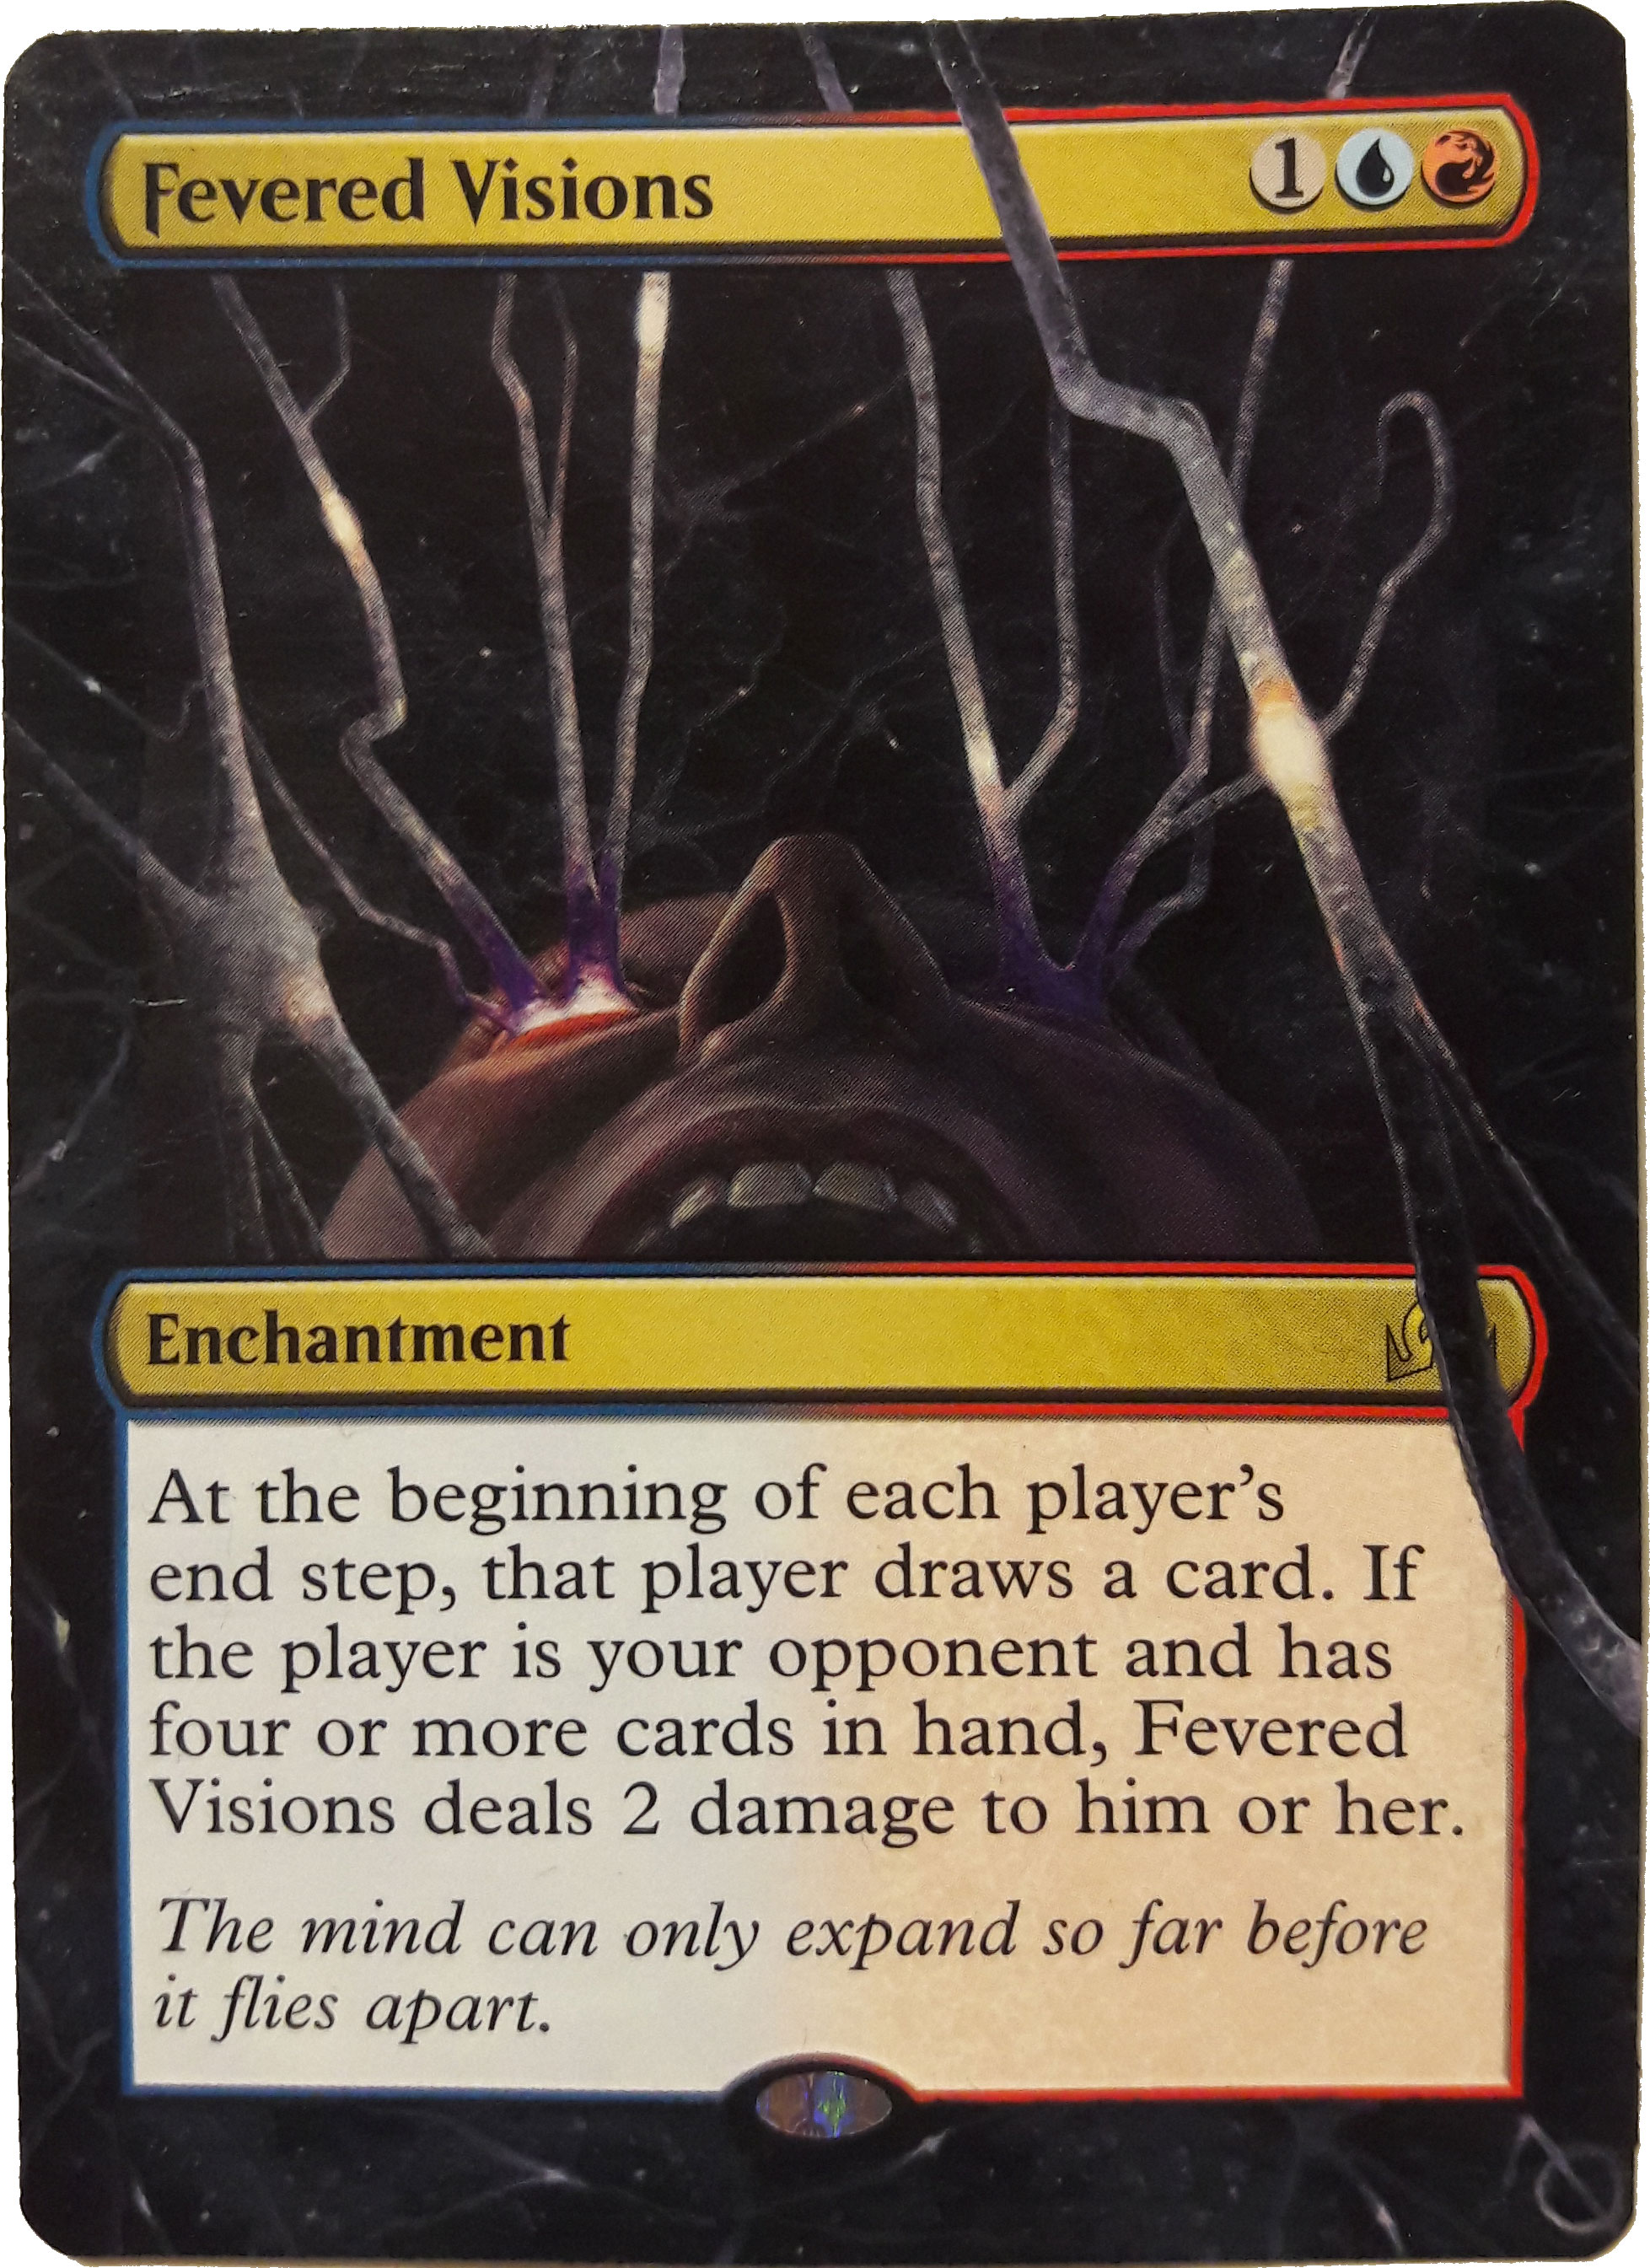 Fevered Visions 1
Enchantment
At the beginning of each player's
end step, that player draws a card. If
the player is your opponent and has
four or more cards in hand, Fevered
Visions deals 2 damage to him or her.
The mind can only expand so far before
it flies apart.